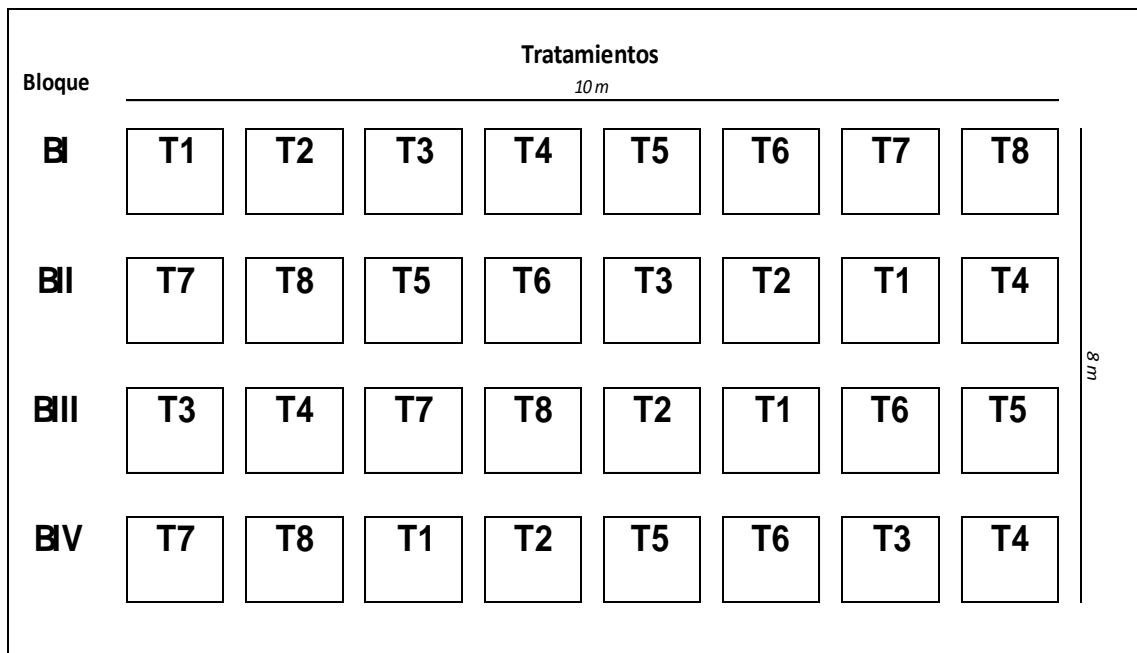 Tratamientos
Bloque
10 m
BI T1 T2 T3 T4 T5 T6 T7 T8
BII T7 T8 T5 T6 T3 T2 T1 T4
8 m
BIII T3 T4 T7 T8 T2 T1 T6 T5
BIV T7 T8 T1 T2 T5 T6 T3 T4